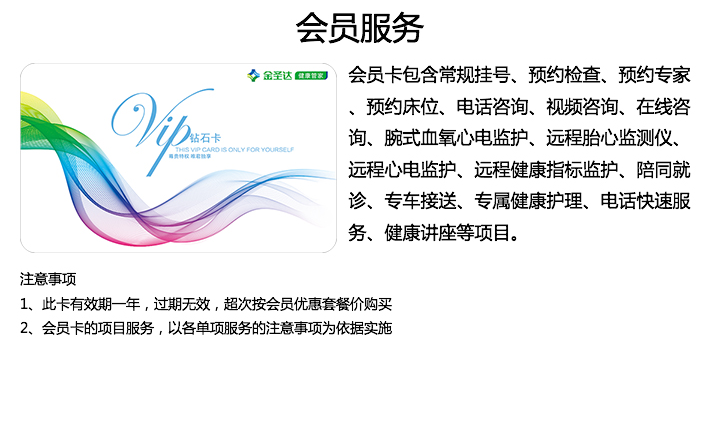 会员服务
金圣达 健康管家
Vip钻石卡
THIS VIP CARD IS ONLY FOR YOURSELF
尊贵特权 唯君独享
会员卡包含常规挂号、预约检查、预约专家
、预约床位、电话咨询、视频咨询、在线咨
询、腕式血氧心电监护、远程胎心监测仪、
远程心电监护、远程健康指标监护、陪同就
诊、专车接送、专属健康护理、电话快速服
务、健康讲座等项目。
注意事项
1、此卡有效期一年，过期无效，超次按会员优惠套餐价购买
2、会员卡的项目服务，以各单项服务的注意事项为依据实施